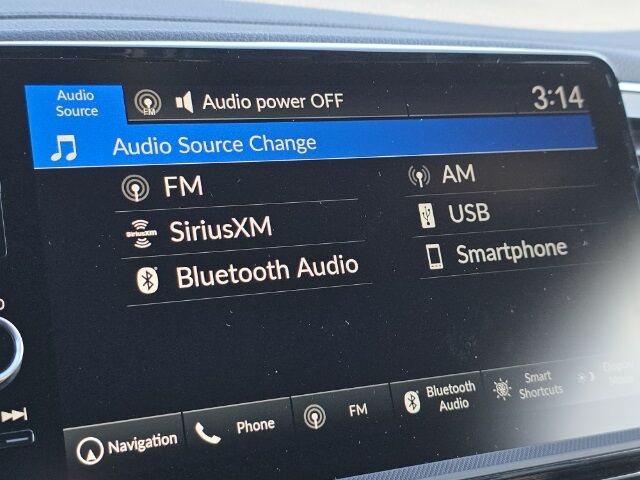 Audio
Source
FM
Audio power OFF
3:14
Audio Source Change
FM
AM
SiriusXM
SiriusXM
USB
Bluetooth Audio
Smartphone
Navigation
Phone
FM
Bluetooth
Audio
Smart
Shortcuts